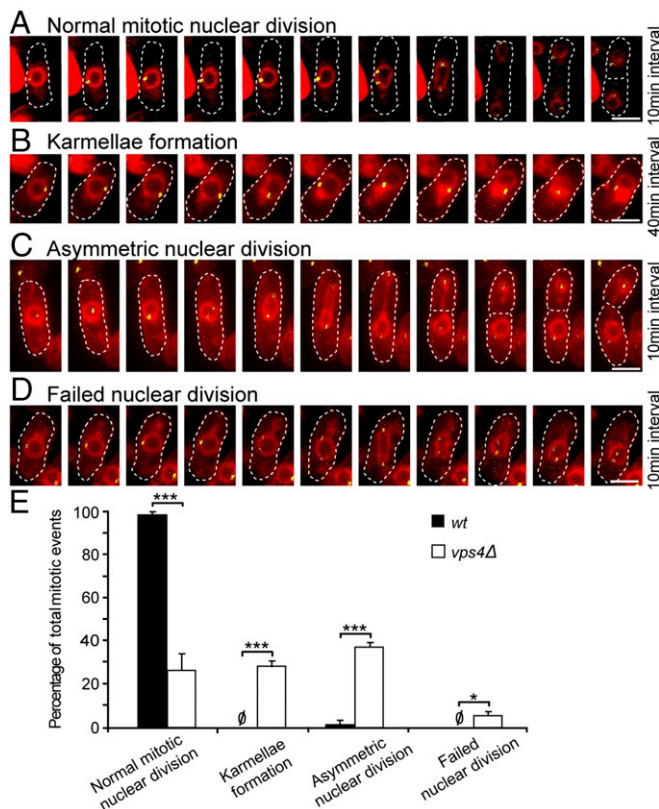 A Normal mitotic nuclear division
10min interval
B Karmellae formation
40min interval
C Asymmetric nuclear division
10min interval
D Failed nuclear division
10min interval
E
Percentage of total mitotic events
100
80
60
40
20
0
***
***
***
*
ø
ø
wt
vps4Δ
Normal mitotic
nuclear division
Karmellae
formation
Asymmetric
nuclear division
Failed
nuclear division